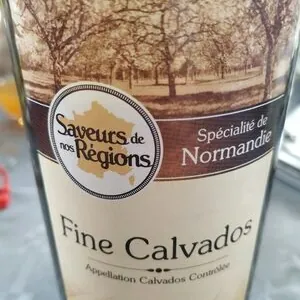 Saveurs de
nos Régions
Spécialité de
Normandie
Fine Calvados
Appellation Calvados Contrôlée